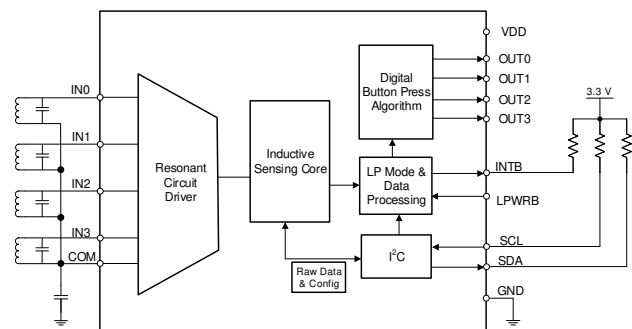 VDD
OUT0
OUT1
OUT2
OUT3
3.3 V
IN0
IN1
IN2
IN3
COM
Resonant
Circuit
Driver
Inductive
Sensing Core
Digital
Button Press
Algorithm
LP Mode &
Data
Processing
I²C
Raw Data
& Config
INTB
LPWRB
SCL
SDA
GND